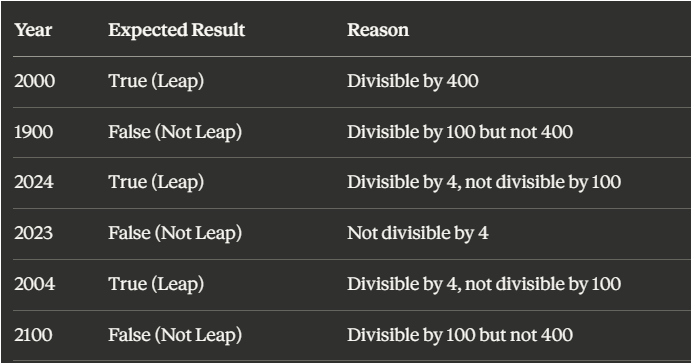 Year Expected Result Reason
2000 True (Leap) Divisible by 400
1900 False (Not Leap) Divisible by 100 but not 400
2024 True (Leap) Divisible by 4, not divisible by 100
2023 False (Not Leap) Not divisible by 4
2004 True (Leap) Divisible by 4, not divisible by 100
2100 False (Not Leap) Divisible by 100 but not 400